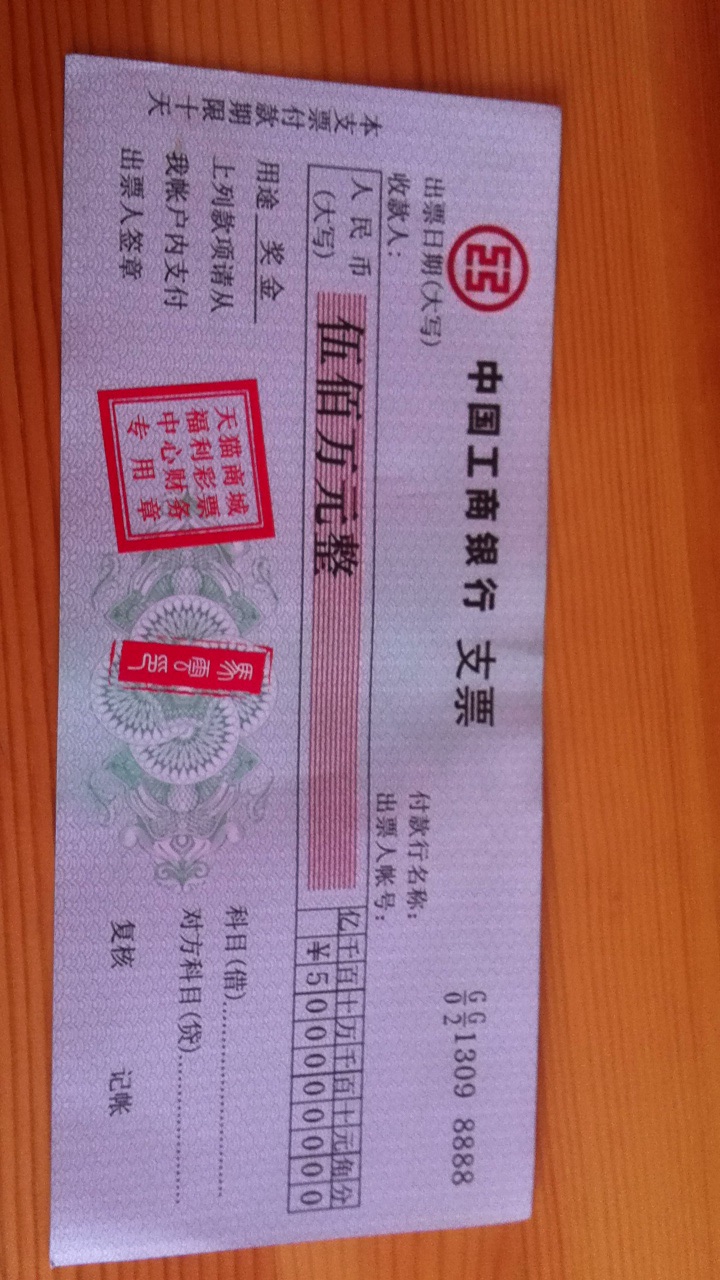 中国工商银行 支票
GG
02 1309 8888
出票日期(大写)
付款行名称:
收款人:
出票人帐号:
本支票付款期限十天
人民币
(大写)
伍佰万元整
亿千百十万千百十元角分
¥500000000
用途 奖金
科目(借)
上列款项请从
对方科目(贷)
我帐户内支付
出票人签章
复核 记帐
天猫商城
福利彩票
中心财务
专用章